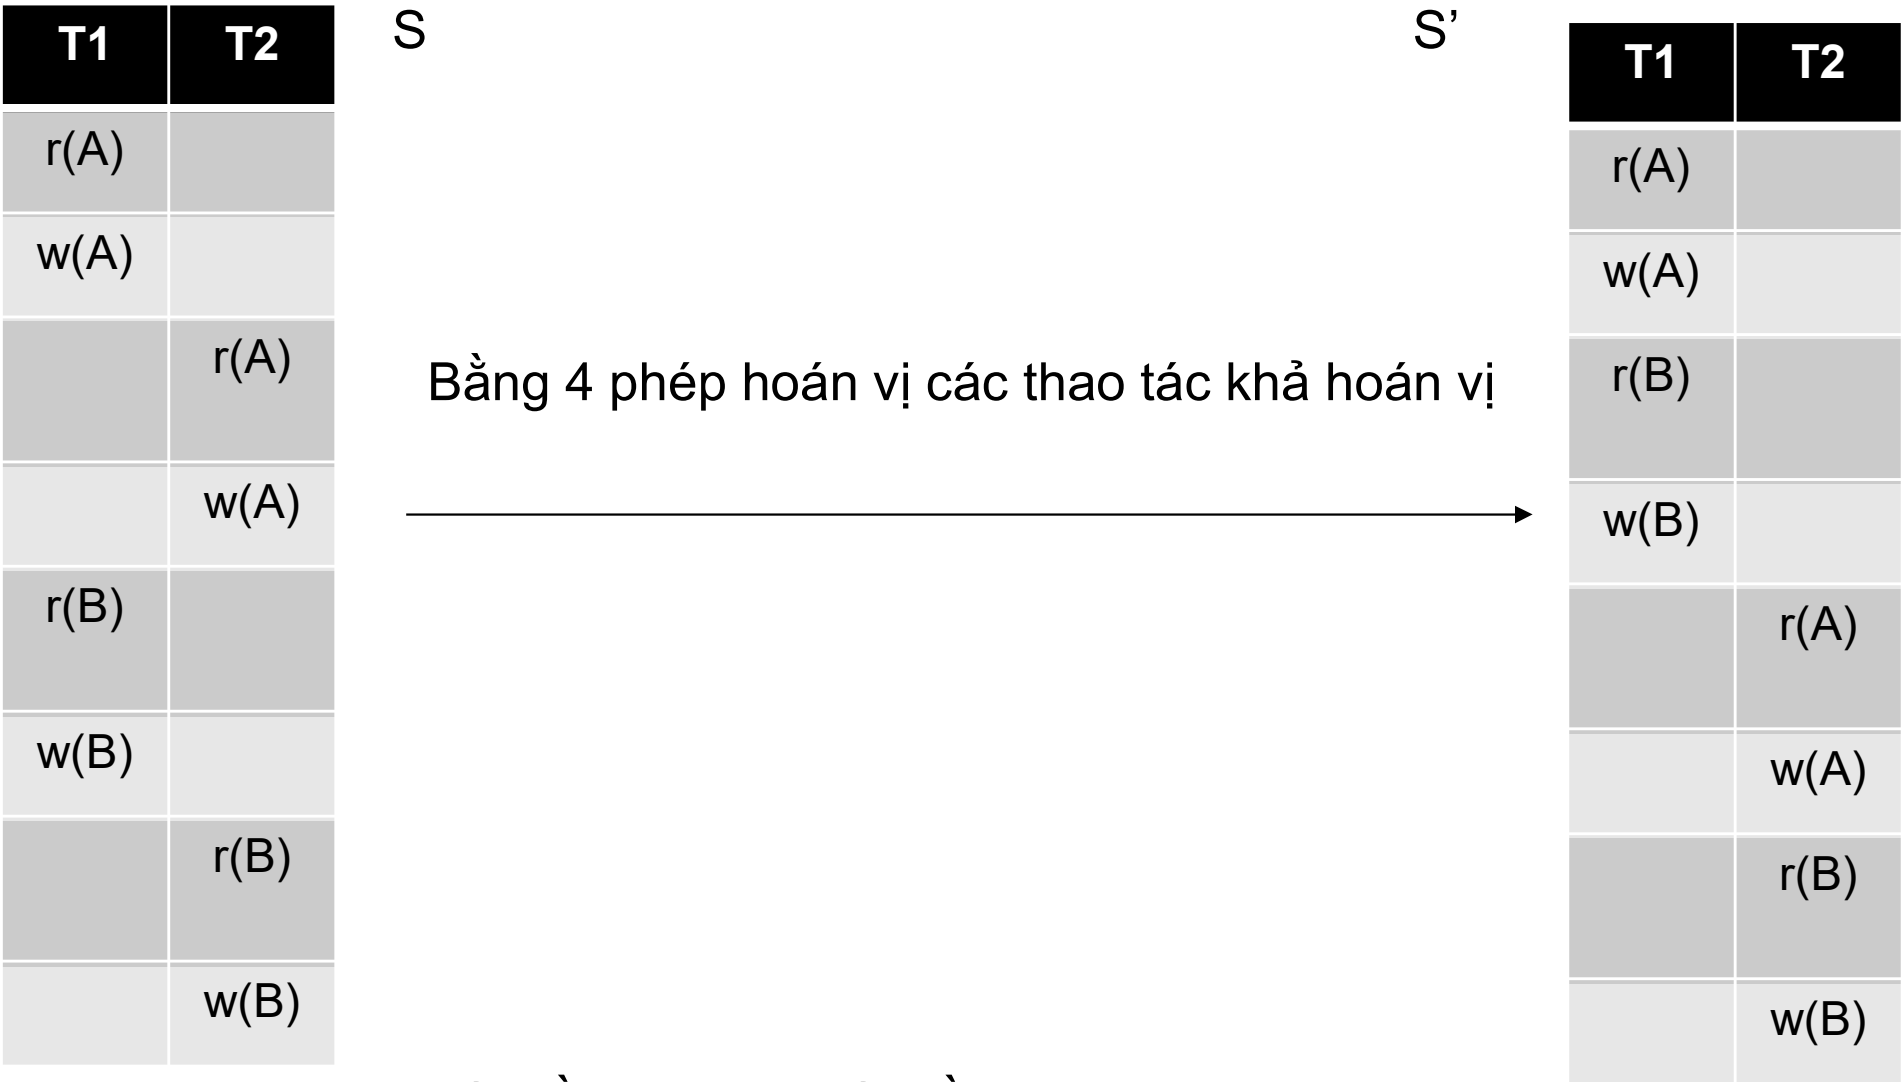 S
S’
T1 T2
r(A)
w(A)
r(A)
w(A)
r(B)
w(B)
r(B)
w(B)
Bằng 4 phép hoán vị các thao tác khả hoán vị
T1 T2
r(A)
w(A)
r(B)
w(B)
r(A)
w(A)
r(B)
w(B)